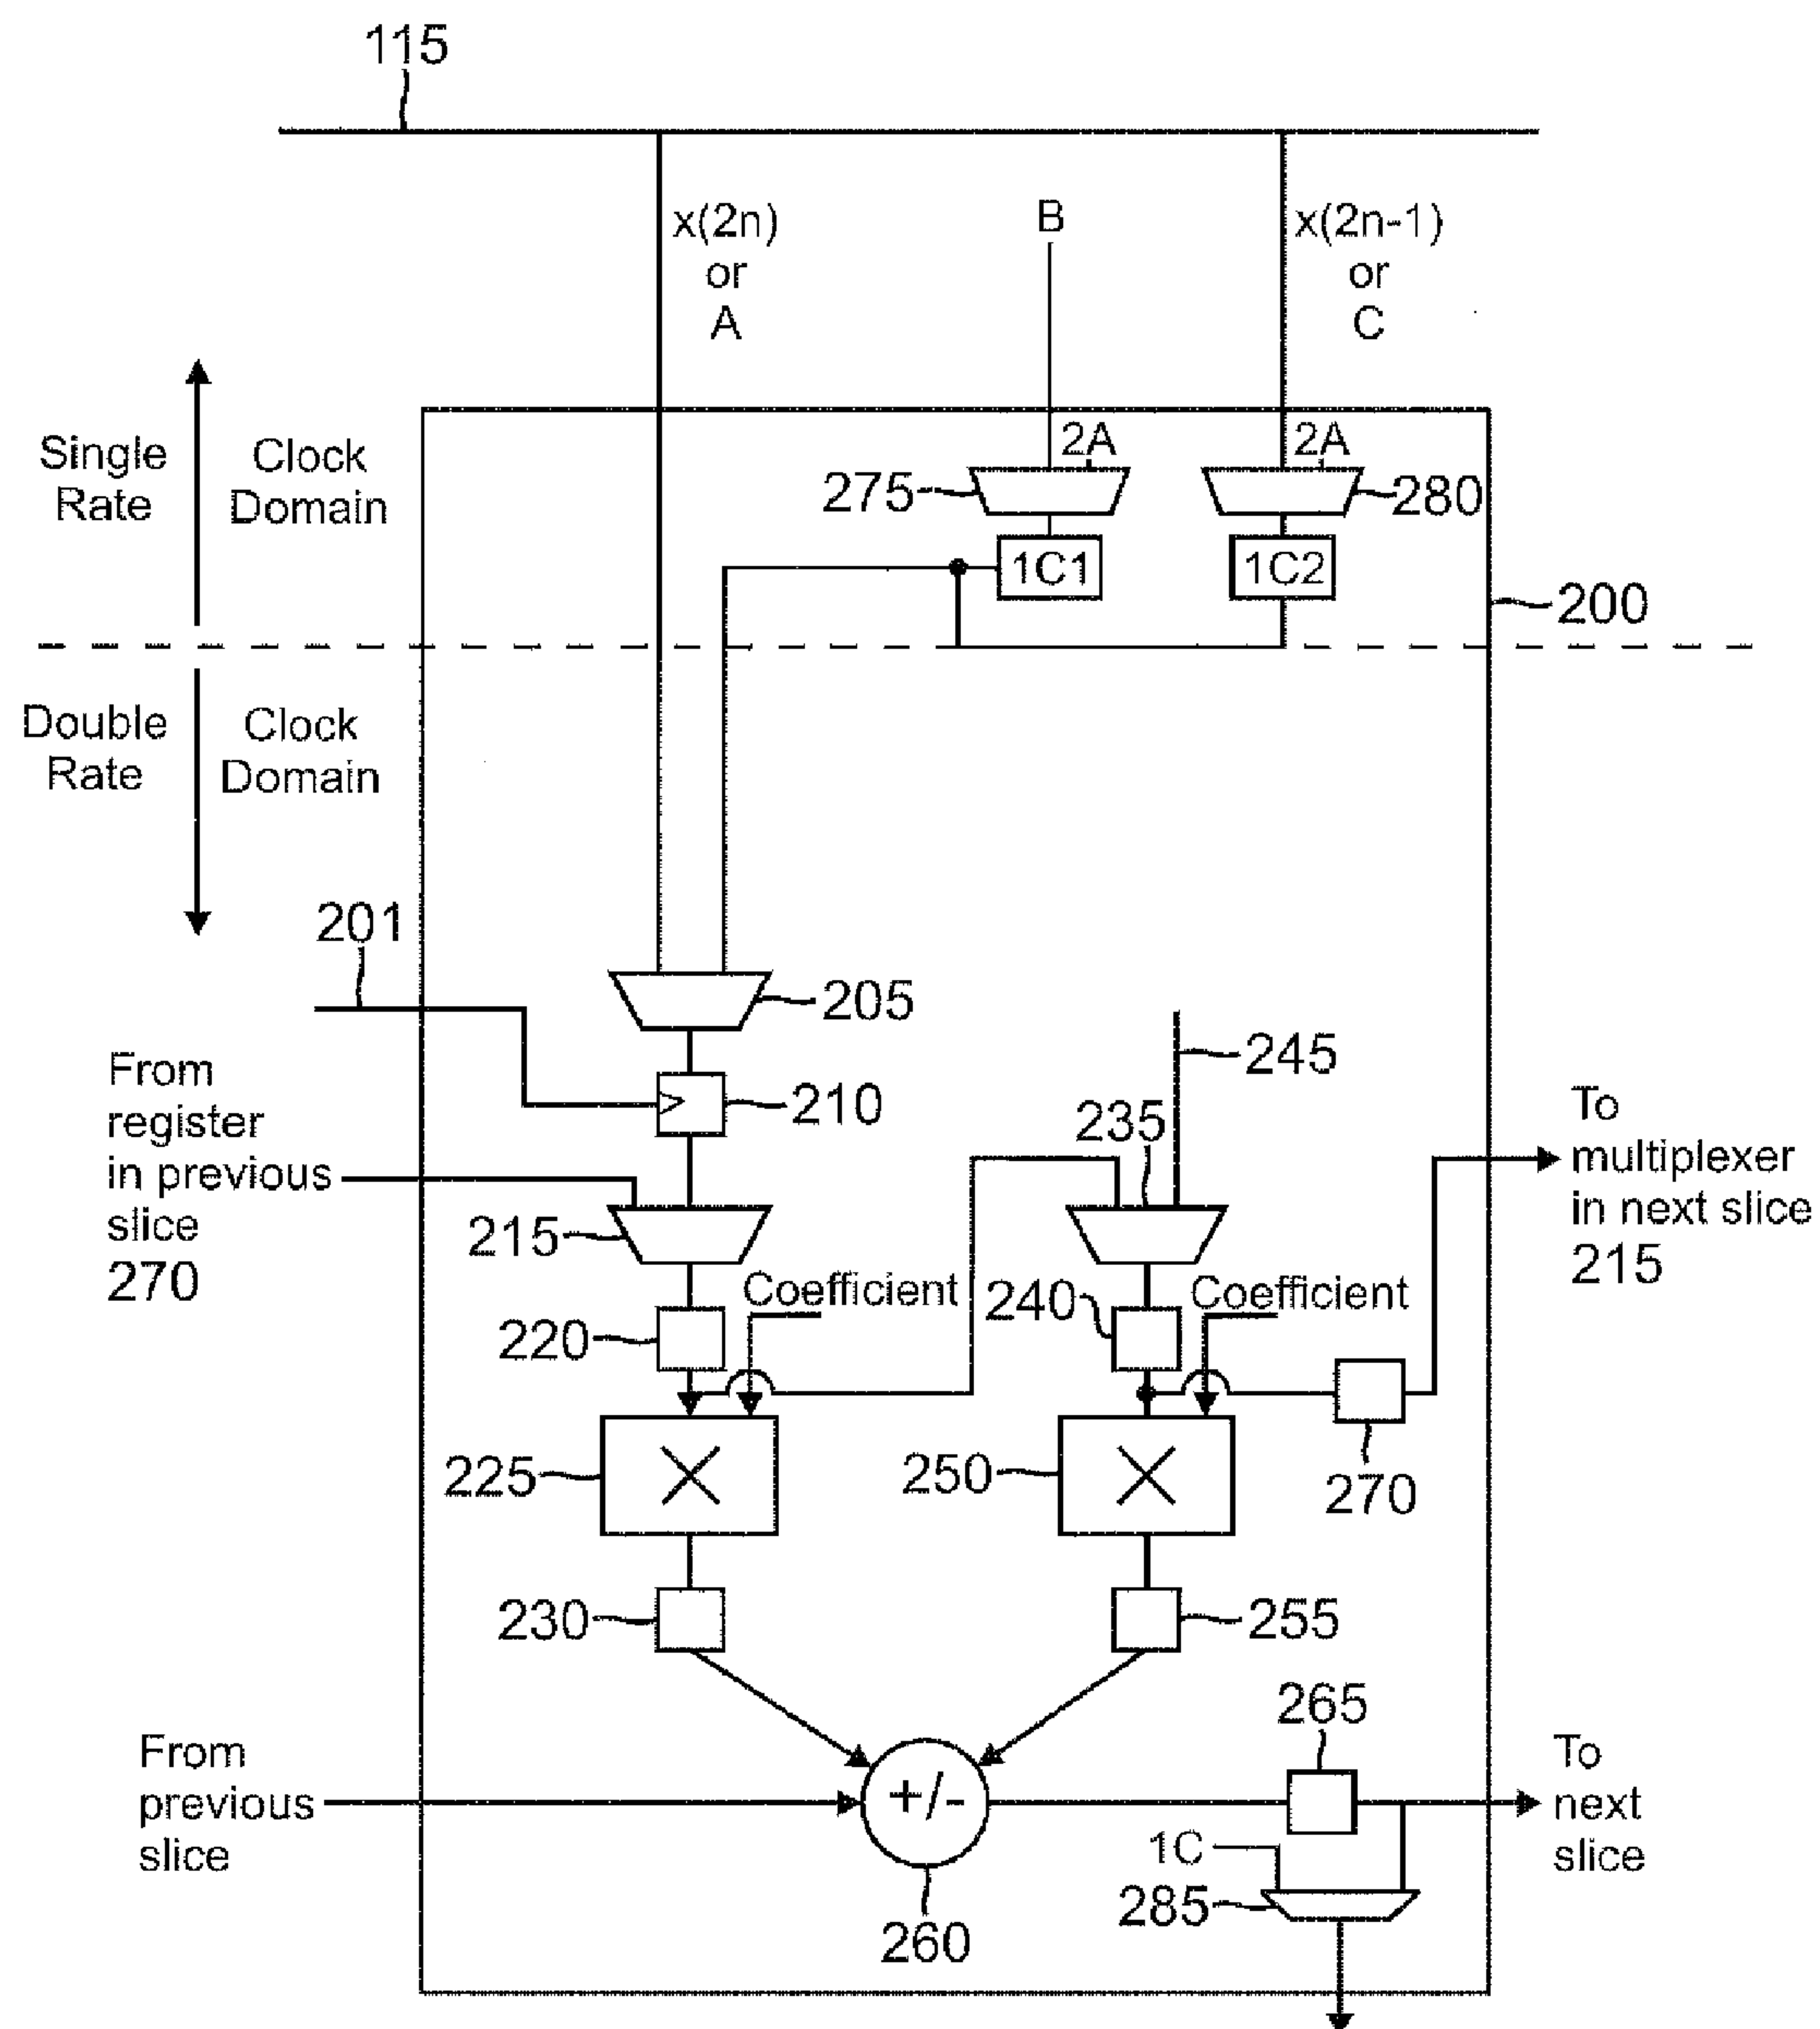 115
x(2n)
or
A
B
x(2n-1)
or
C
Single
Rate
Clock
Domain
2A
2A
275
280
1C1
1C2
200
Double
Rate
Clock
Domain
201
205
From
register
in previous
slice
270
210
245
235
To
multiplexer
in next slice
215
215
Coefficient
220
240
Coefficient
225
250
270
230
255
From
previous
slice
+/-
260
265
To
next
slice
1C
285